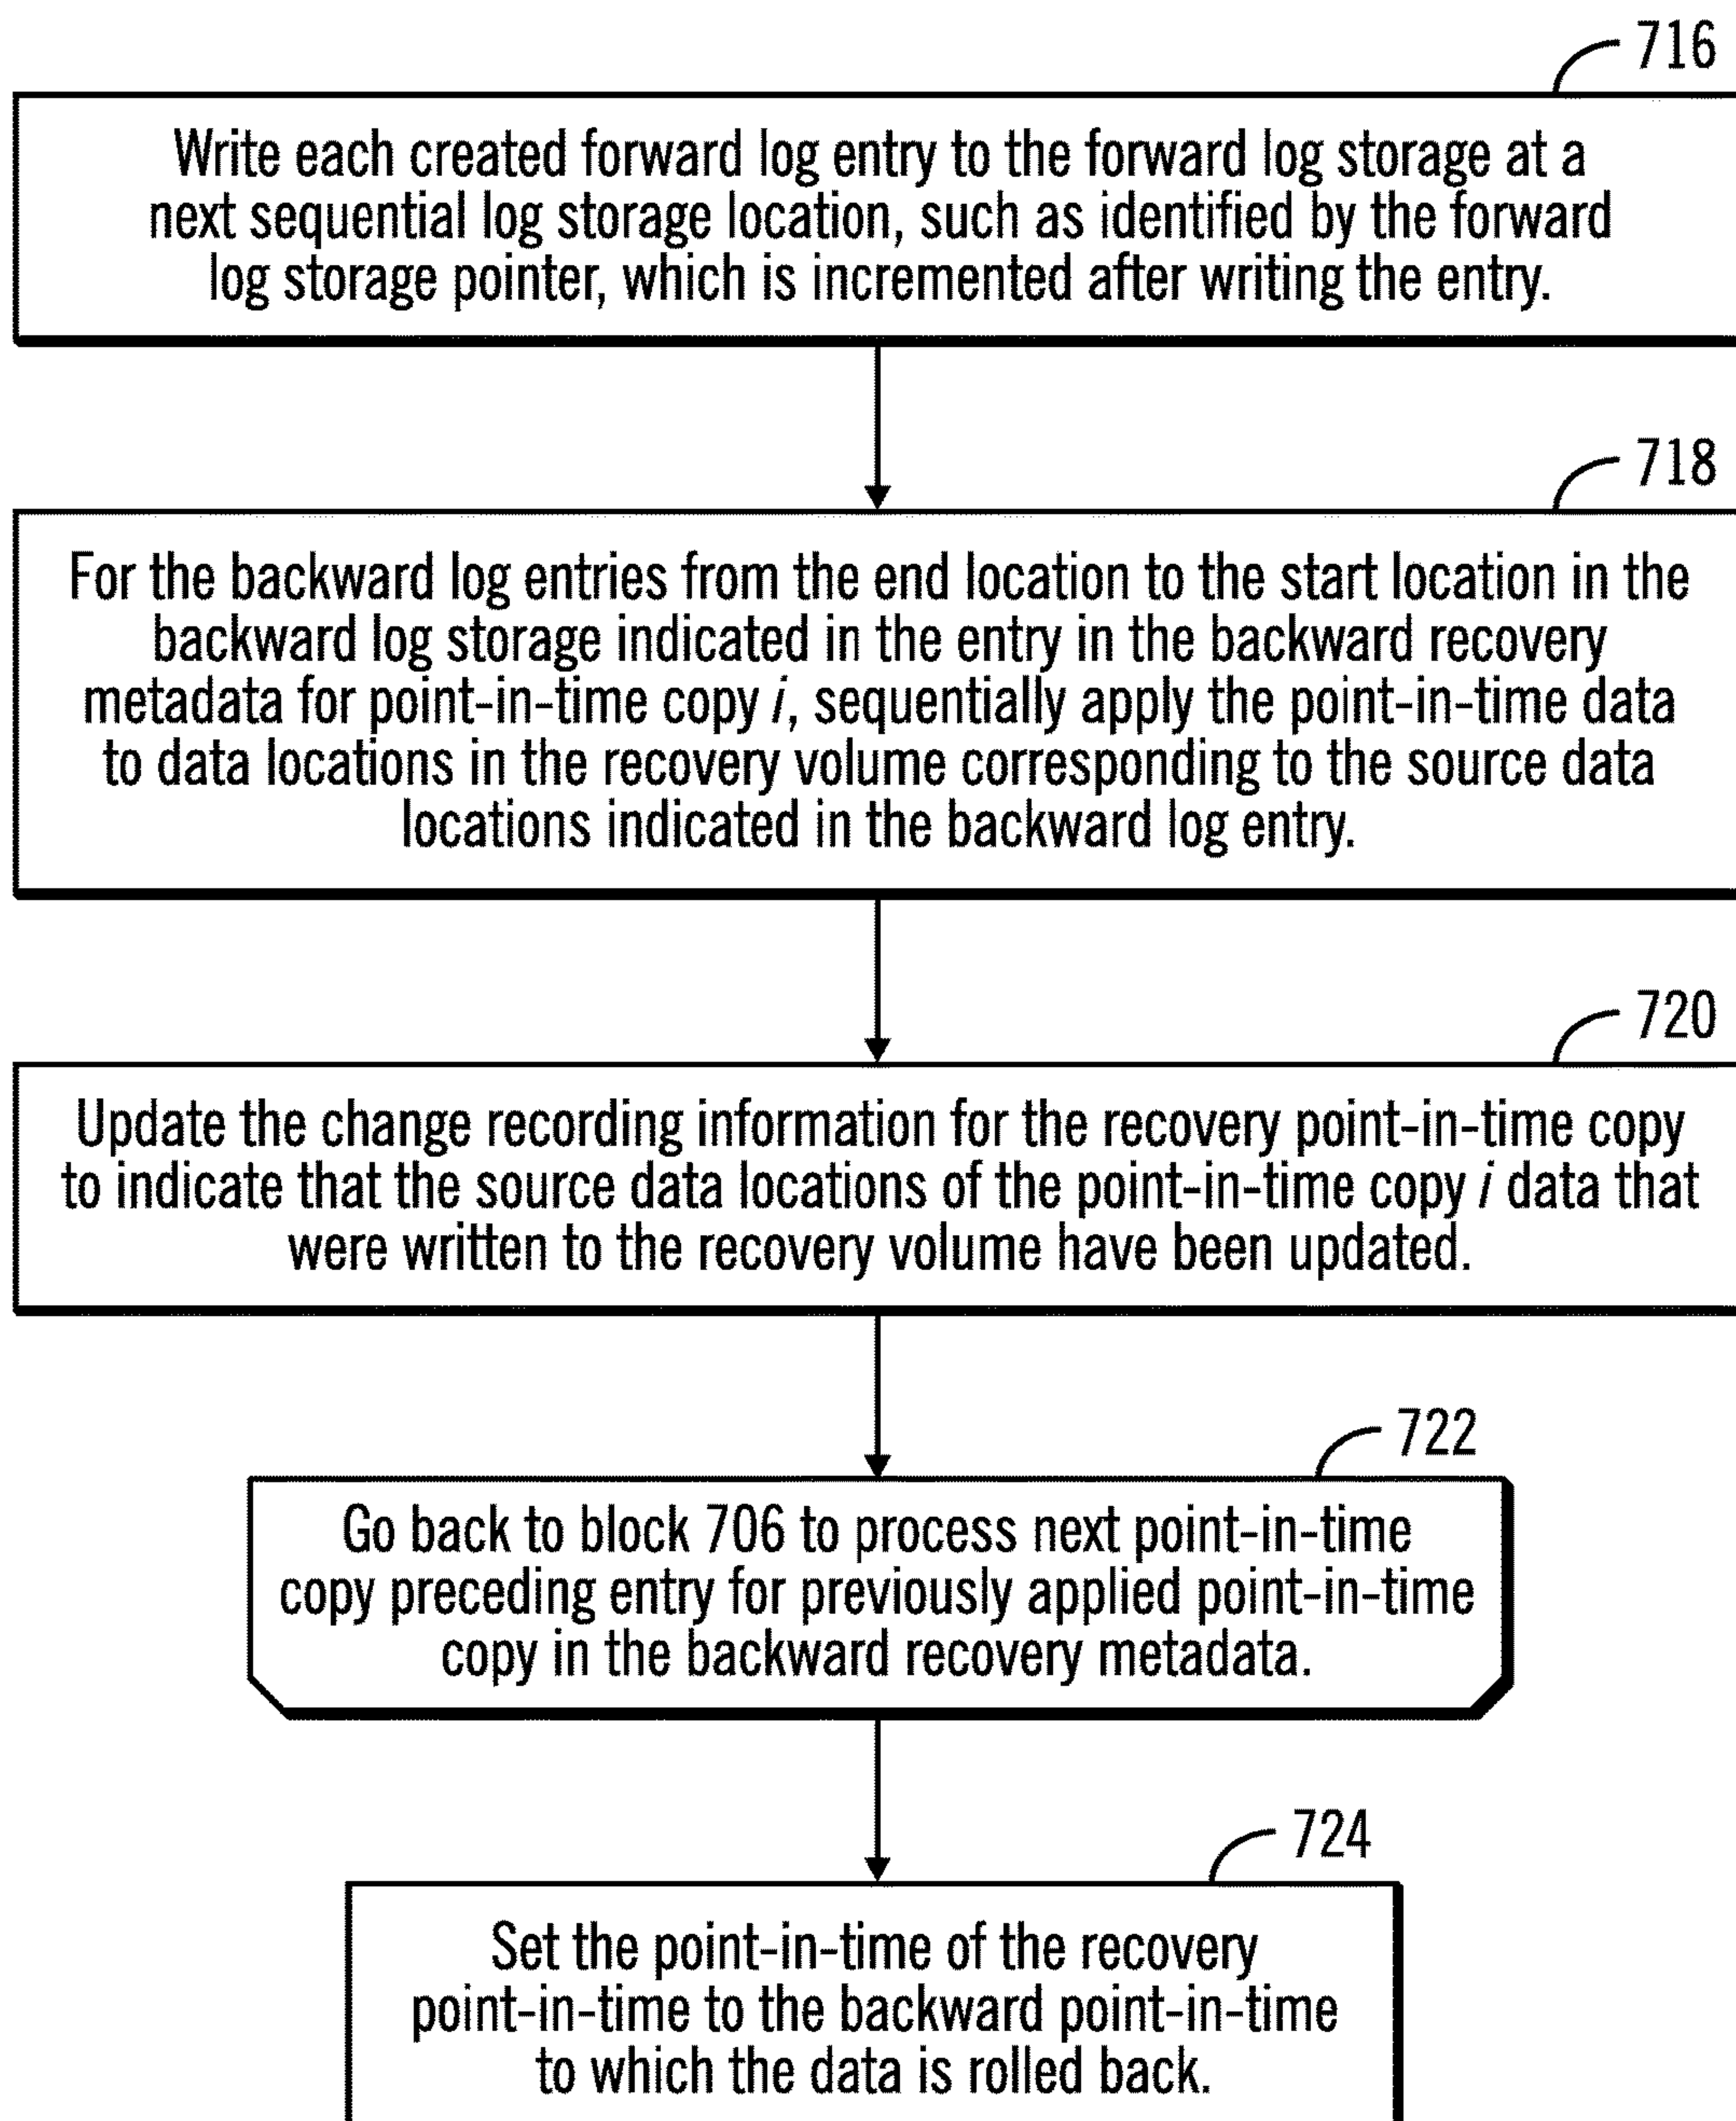 716
Write each created forward log entry to the forward log storage at a
next sequential log storage location, such as identified by the forward
log storage pointer, which is incremented after writing the entry.
718
For the backward log entries from the end location to the start location in the
backward log storage indicated in the entry in the backward recovery
metadata for point-in-time copy i, sequentially apply the point-in-time data
to data locations in the recovery volume corresponding to the source data
locations indicated in the backward log entry.
720
Update the change recording information for the recovery point-in-time copy
to indicate that the source data locations of the point-in-time copy i data that
were written to the recovery volume have been updated.
722
Go back to block 706 to process next point-in-time
copy preceding entry for previously applied point-in-time
copy in the backward recovery metadata.
724
Set the point-in-time of the recovery
point-in-time to the backward point-in-time
to which the data is rolled back.